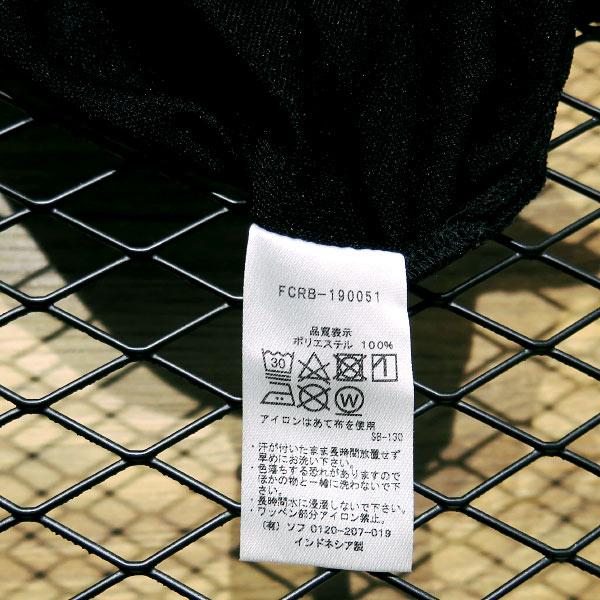 FCRB-190051
品質表示
ポリエステル 100%
30
W
アイロンはあて布を使用
SB-130
・汗が付いたまま長時間放置せず
早めにお洗い下さい。
・色落ちする恐れがありますので
ほかの物と一緒に洗わないで下
さい。
・長時間水に浸漬しないで下さい。
・ワッペン部分アイロン禁止。
(有) ソフ 0120-207-019
インドネシア製